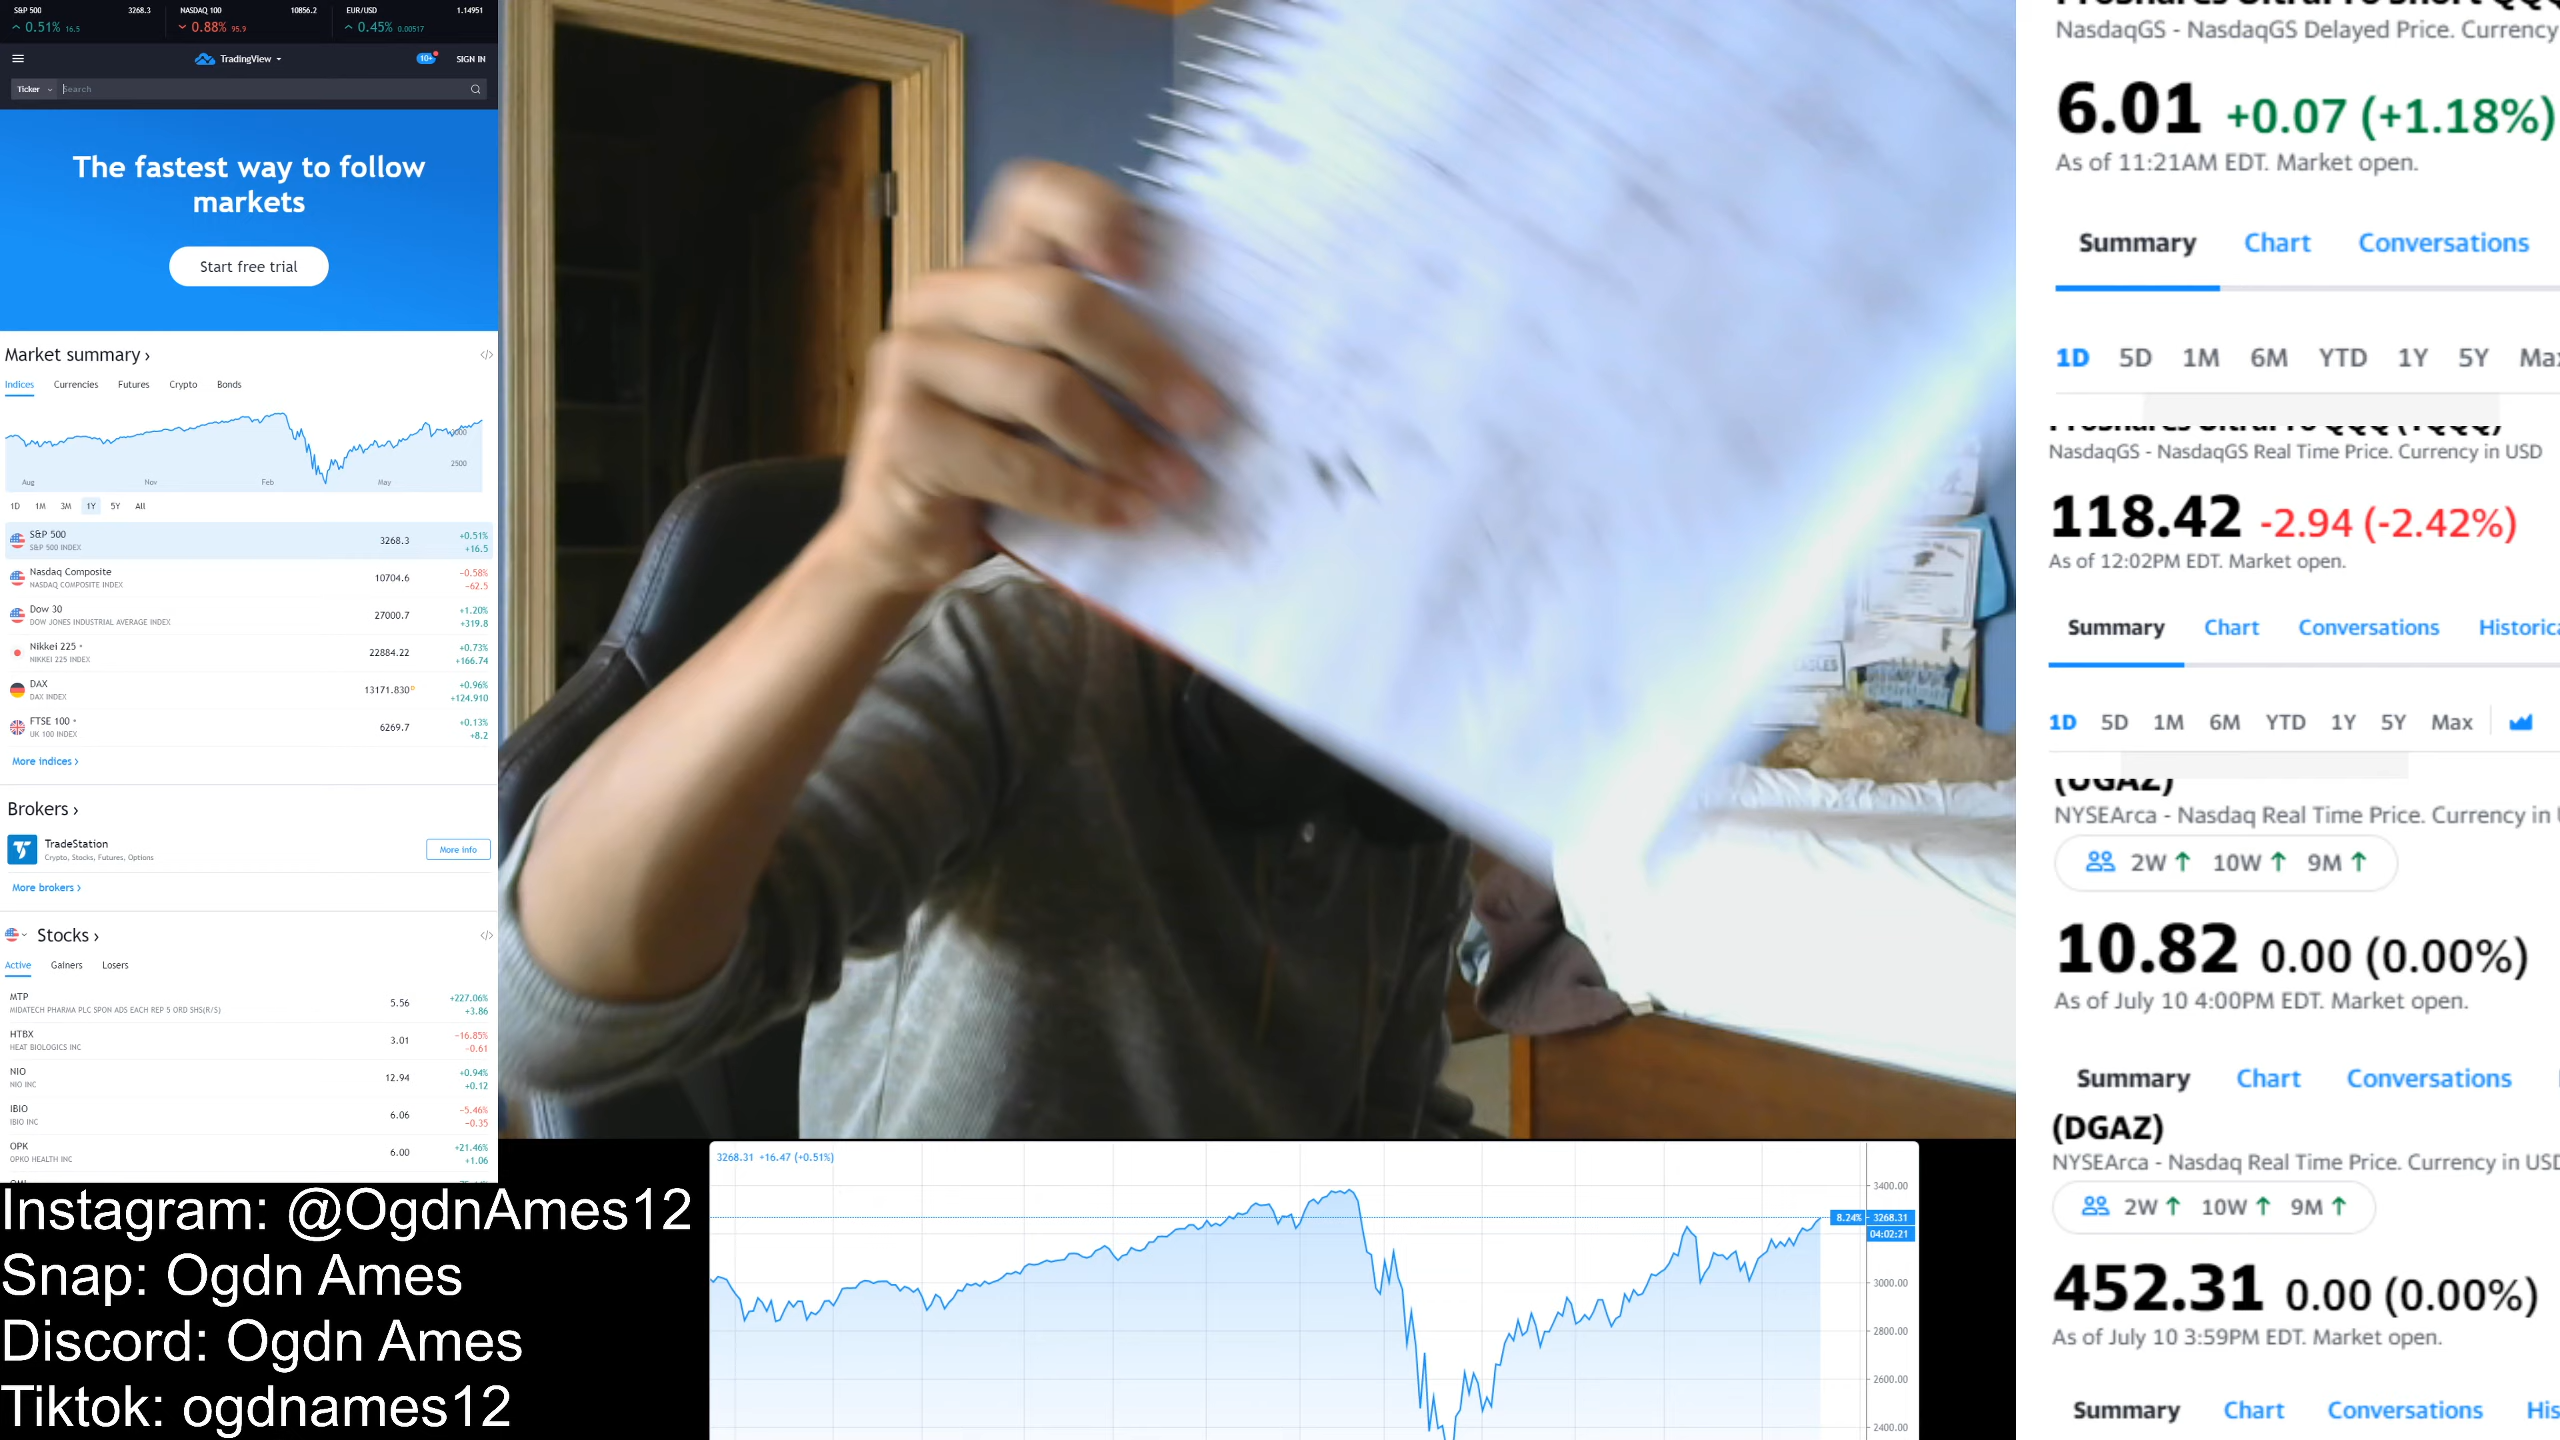 S&P 500 3268.3
0.51% 16.5
NASDAQ 100 10856.2
0.88% 95.9
EUR/USD 1.14951
0.45% 0.00517
TradingView
10+
SIGN IN
Ticker
Search
The fastest way to follow
markets
Start free trial
Market summary ›
</>
Indices Currencies Futures Crypto Bonds
3000
2500
Aug Nov Feb May
1D 1M 3M 1Y 5Y All
S&P 500 3268.3 +0.51%
S&P 500 INDEX +16.5
Nasdaq Composite 10704.6 −0.58%
NASDAQ COMPOSITE INDEX −62.5
Dow 30 27000.7 +1.20%
DOW JONES INDUSTRIAL AVERAGE INDEX +319.8
Nikkei 225 22884.22 +0.73%
NIKKEI 225 INDEX +166.74
DAX 13171.830 D +0.96%
DAX INDEX +124.910
FTSE 100 6269.7 +0.13%
UK 100 INDEX +8.2
More indices ›
Brokers ›
TradeStation
Crypto, Stocks, Futures, Options
More info
More brokers ›
Stocks ›
</>
Active Gainers Losers
MTP 5.56 +227.06%
MIDATECH PHARMA PLC SPON ADS EACH REP 5 ORD SHS(R/S) +3.86
HTBX 3.01 −16.85%
HEAT BIOLOGICS INC −0.61
NIO 12.94 +0.94%
NIO INC +0.12
IBIO 6.06 −5.46%
IBIO INC −0.35
OPK 6.00 +21.46%
OPKO HEALTH INC +1.06
Instagram: @OgdnAmes12
Snap: Ogdn Ames
Discord: Ogdn Ames
Tiktok: ogdnames12
3268.31 +16.47 (+0.51%)
3400.00
8.24% 3268.31
04:02:21
3000.00
2800.00
2600.00
2400.00
ProShares UltraPro Short QQQ
NasdaqGS - NasdaqGS Delayed Price. Currency
6.01 +0.07 (+1.18%)
As of 11:21AM EDT. Market open.
Summary Chart Conversations
1D 5D 1M 6M YTD 1Y 5Y Max
ProShares UltraPro QQQ (TQQQ)
NasdaqGS - NasdaqGS Real Time Price. Currency in USD
118.42 -2.94 (-2.42%)
As of 12:02PM EDT. Market open.
Summary Chart Conversations Historica
1D 5D 1M 6M YTD 1Y 5Y Max
(UGAZ)
NYSEArca - Nasdaq Real Time Price. Currency in
2W 10W 9M
10.82 0.00 (0.00%)
As of July 10 4:00PM EDT. Market open.
Summary Chart Conversations
(DGAZ)
NYSEArca - Nasdaq Real Time Price. Currency in USD
2W 10W 9M
452.31 0.00 (0.00%)
As of July 10 3:59PM EDT. Market open.
Summary Chart Conversations His